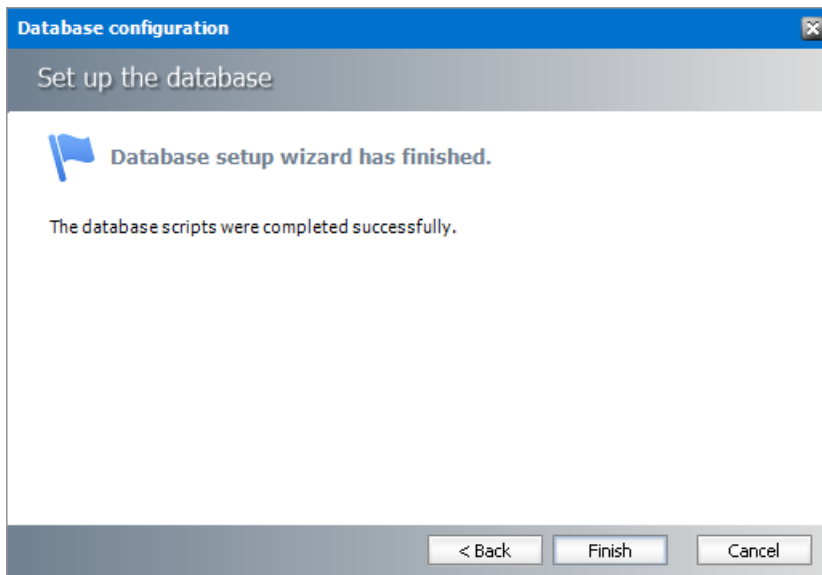 Database configuration
Set up the database
Database setup wizard has finished.
The database scripts were completed successfully.
< Back
Finish
Cancel